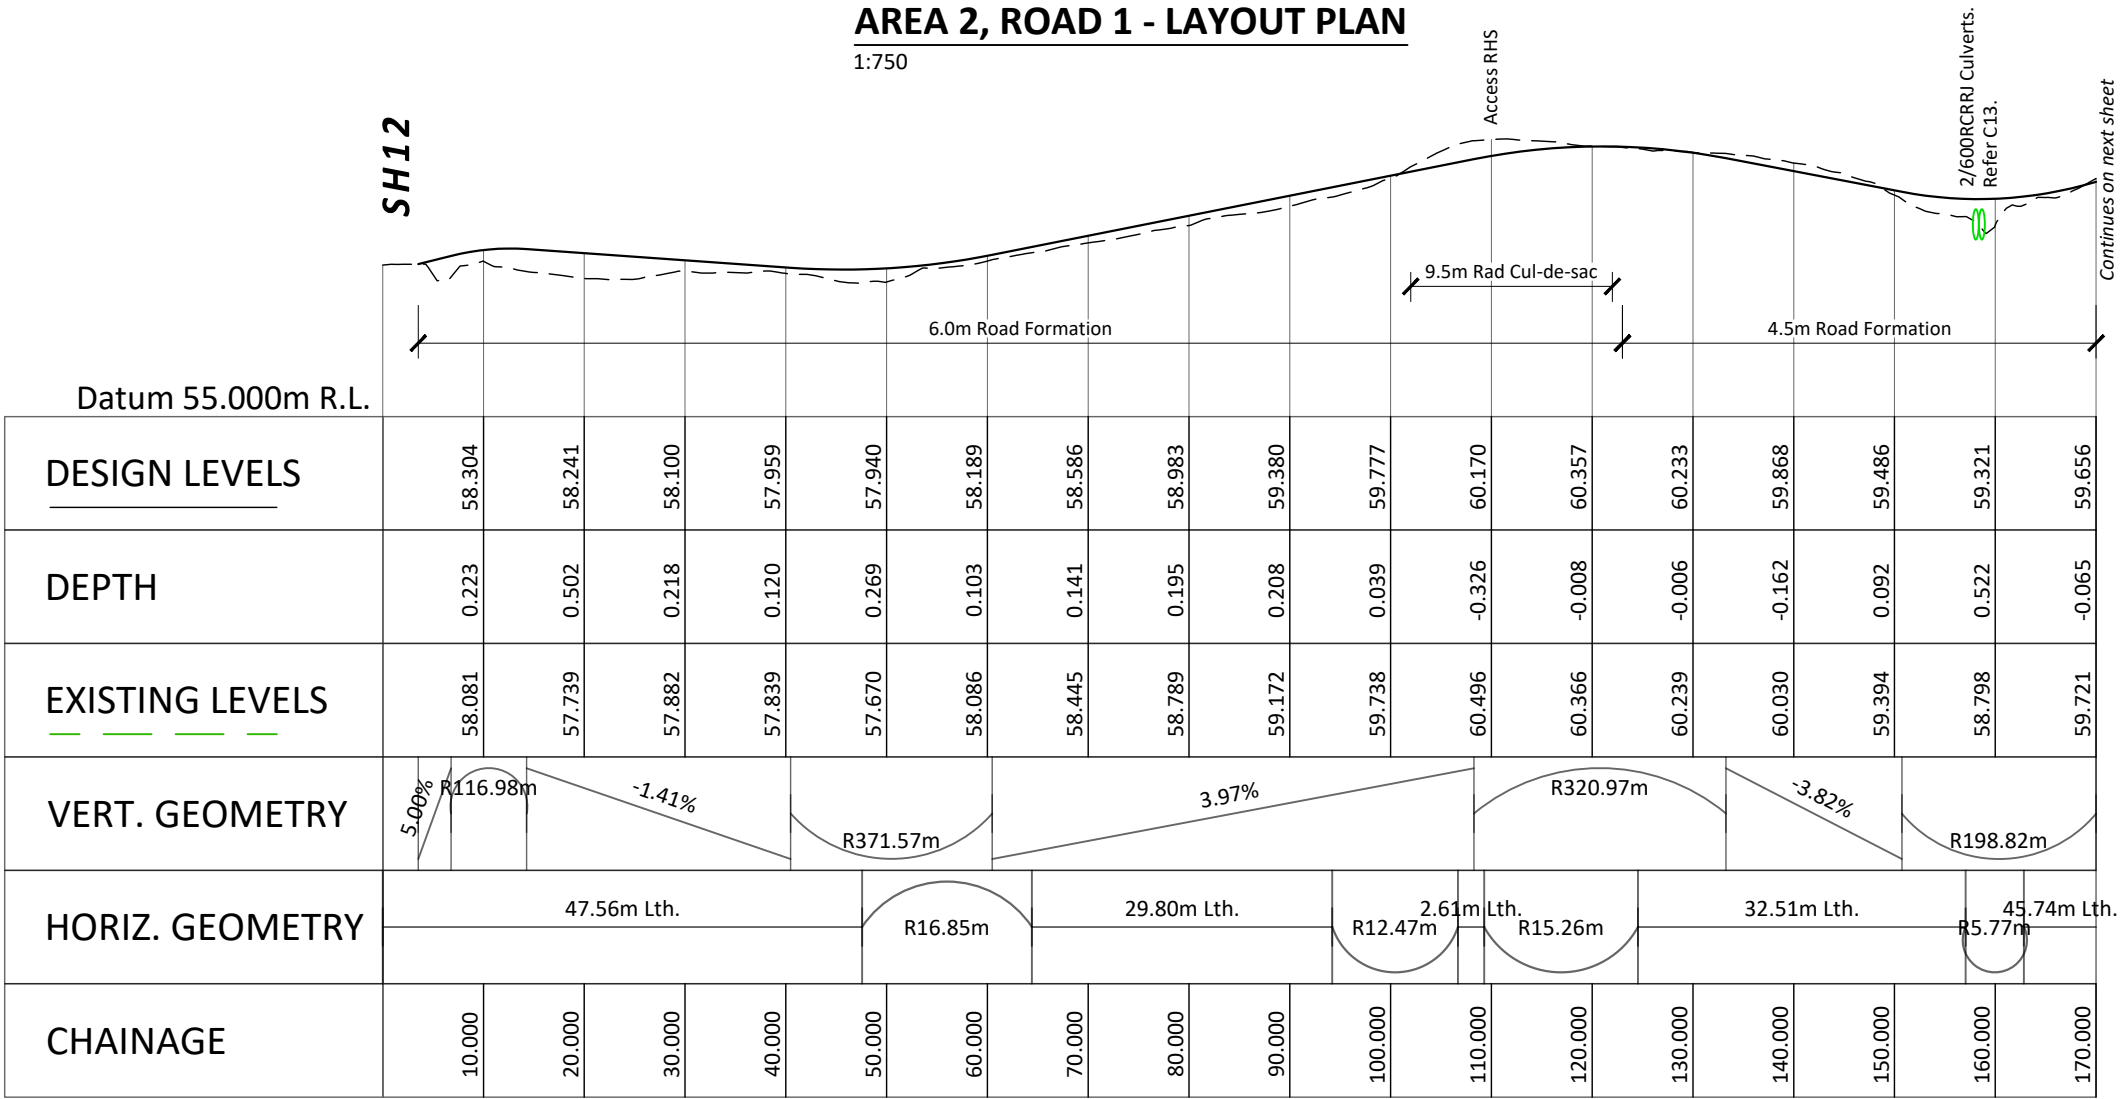 AREA 2, ROAD 1 - LAYOUT PLAN
1:750
SH12
Access RHS
2/600RCRRJ Culverts.
Refer C13.
Continues on next sheet
9.5m Rad Cul-de-sac
6.0m Road Formation
4.5m Road Formation
Datum 55.000m R.L.
DESIGN LEVELS 58.304 58.241 58.100 57.959 57.940 58.189 58.586 58.983 59.380 59.777 60.170 60.357 60.233 59.868 59.486 59.321 59.656
DEPTH 0.223 0.502 0.218 0.120 0.269 0.103 0.141 0.195 0.208 0.039 -0.326 -0.008 -0.006 -0.162 0.092 0.522 -0.065
EXISTING LEVELS 58.081 57.739 57.882 57.839 57.670 58.086 58.445 58.789 59.172 59.738 60.496 60.366 60.239 60.030 59.394 58.798 59.721
VERT. GEOMETRY 5.00% R116.98m -1.41% R371.57m 3.97% R320.97m -3.82% R198.82m
HORIZ. GEOMETRY 47.56m Lth. R16.85m 29.80m Lth. R12.47m 2.61m Lth. R15.26m 32.51m Lth. R5.77m 45.74m Lth.
CHAINAGE 10.000 20.000 30.000 40.000 50.000 60.000 70.000 80.000 90.000 100.000 110.000 120.000 130.000 140.000 150.000 160.000 170.000